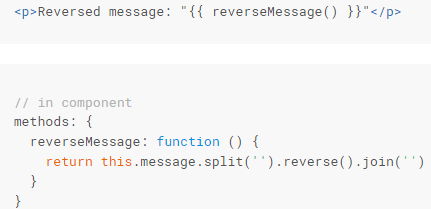 <p>Reversed message: "{{ reverseMessage() }}"</p>
// in component
methods: {
  reverseMessage: function () {
    return this.message.split('').reverse().join('')
  }
}